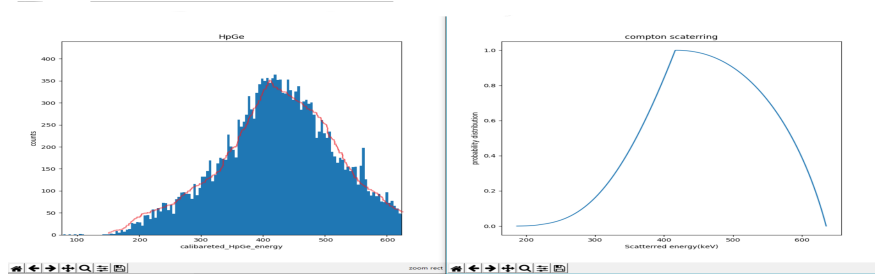 HpGe
400
350
300
250
200
150
100
50
0
counts
100 200 300 400 500 600
calibareted_HpGe_energy
zoom rect
compton scaterring
1.0
0.8
0.6
0.4
0.2
0.0
probability distribution
200 300 400 500 600
Scatterred energy(keV)